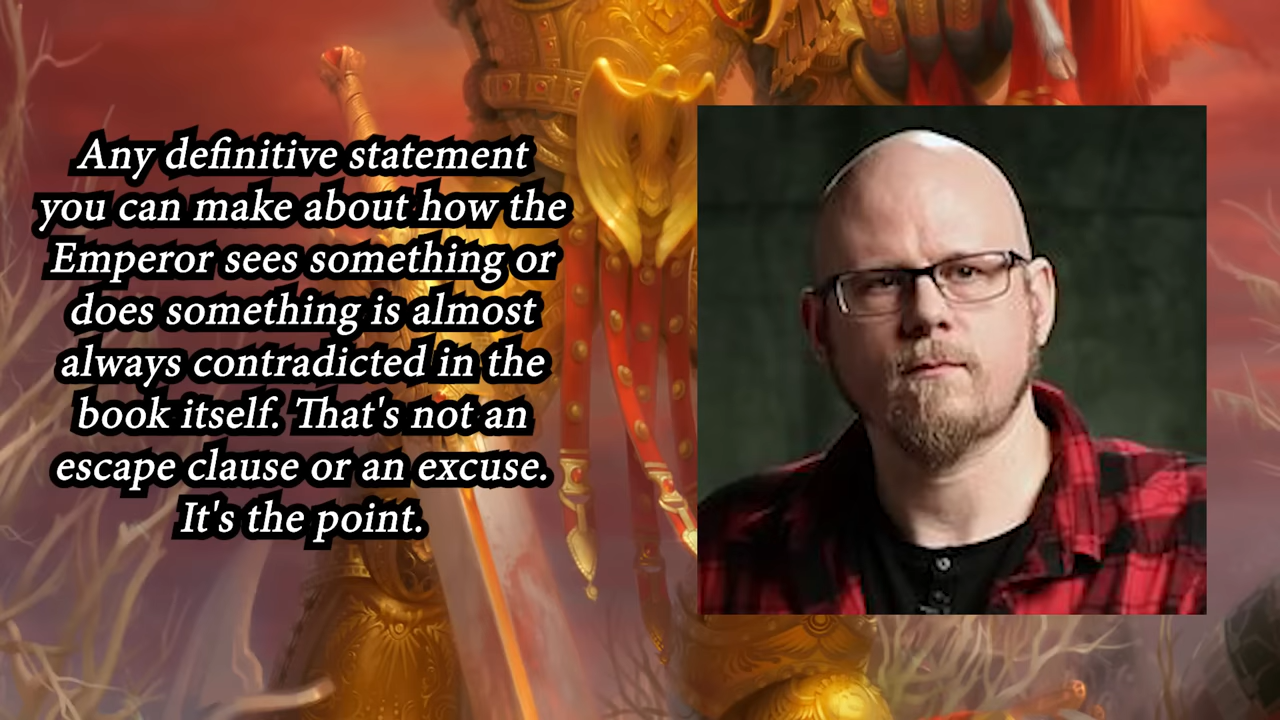 Any definitive statement
you can make about how the
Emperor sees something or
does something is almost
always contradicted in the
book itself. That's not an
escape clause or an excuse.
It's the point.